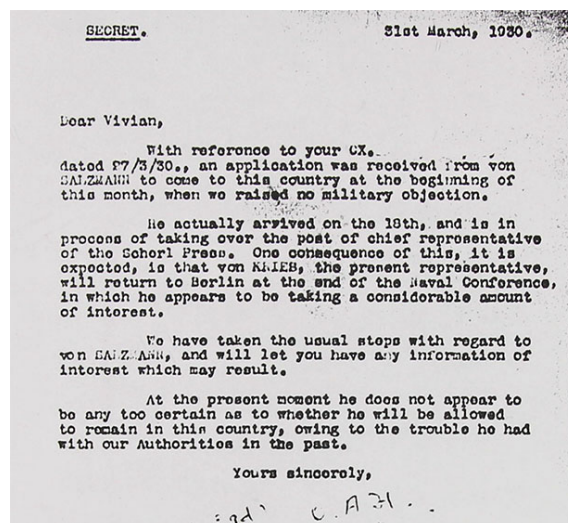 SECRET.
31st March, 1930.
Dear Vivian,
With reference to your CX.
dated 27/3/30., an application was received from von
SALZMANN to come to this country at the beginning of
this month, when we raised no military objection.
He actually arrived on the 18th, and is in
process of taking over the post of chief representative
of the Scherl Press. One consequence of this, it is
expected, is that von KRIES, the present representative,
will return to Berlin at the end of the Naval Conference,
in which he appears to be taking a considerable amount
of interest.
We have taken the usual steps with regard to
von SALZMANN, and will let you have any information of
interest which may result.
At the present moment he does not appear to
be any too certain as to whether he will be allowed
to remain in this country, owing to the trouble he had
with our Authorities in the past.
Yours sincerely,